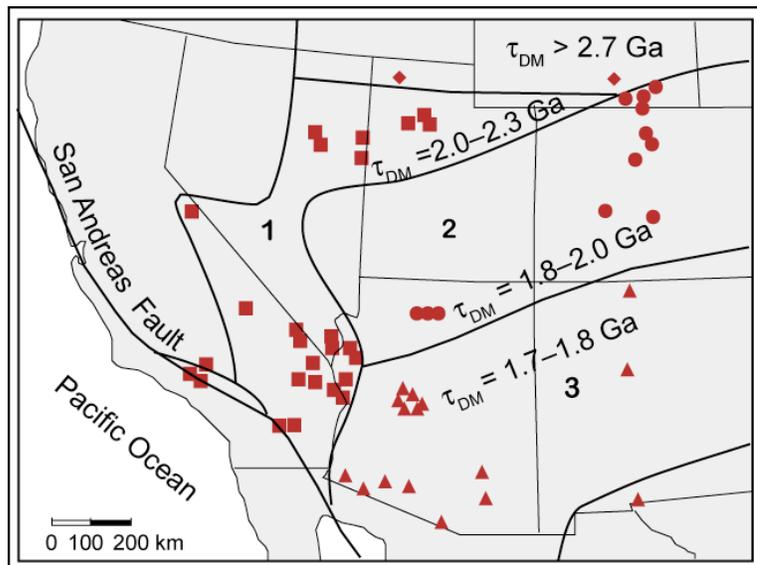 τDM > 2.7 Ga
τDM =2.0–2.3 Ga
San Andreas Fault
1
2
τDM = 1.8–2.0 Ga
τDM = 1.7–1.8 Ga
3
Pacific Ocean
0 100 200 km